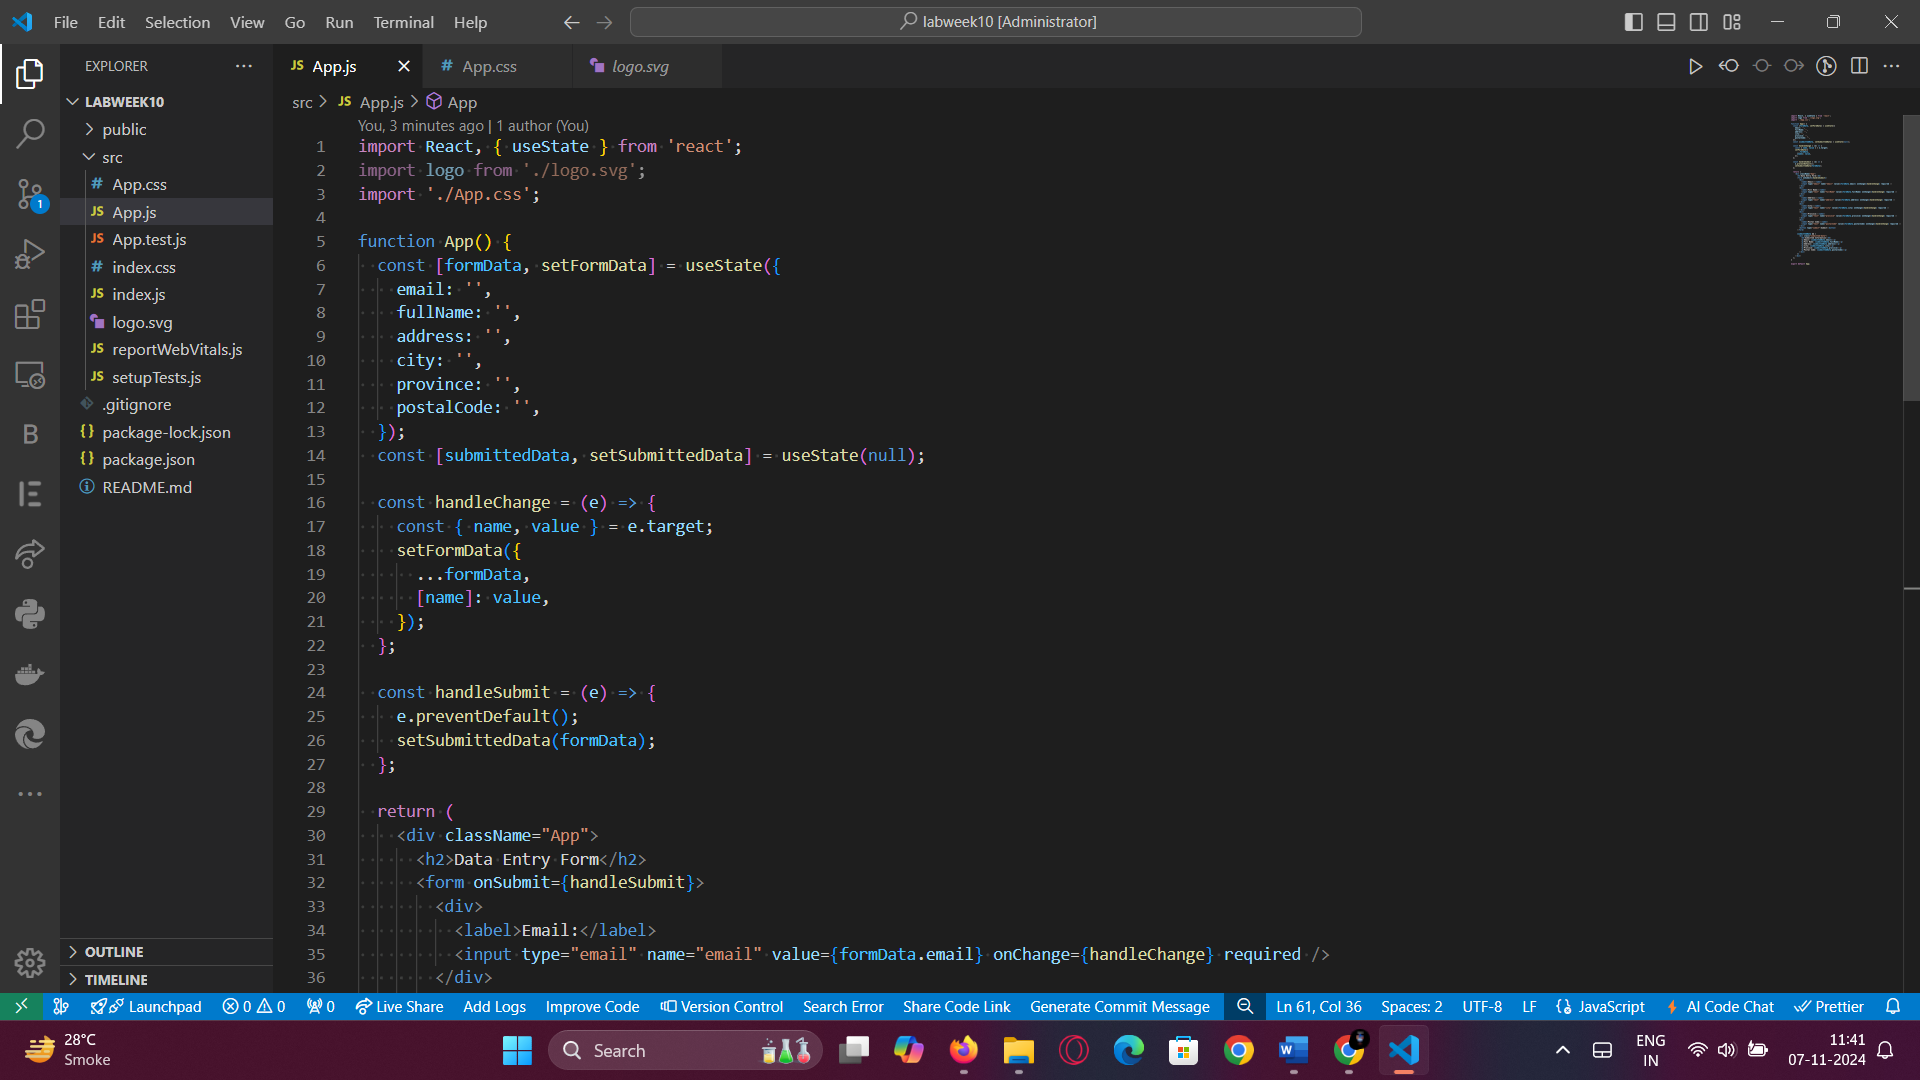 File Edit Selection View Go Run Terminal Help
labweek10 [Administrator]
EXPLORER
LABWEEK10
public
src
# App.css
JS App.js
JS App.test.js
# index.css
JS index.js
logo.svg
JS reportWebVitals.js
JS setupTests.js
.gitignore
{} package-lock.json
{} package.json
README.md
OUTLINE
TIMELINE
JS App.js
# App.css
logo.svg
src > JS App.js > App
You, 3 minutes ago | 1 author (You)
1 import React, { useState } from 'react';
2 import logo from './logo.svg';
3 import './App.css';
4
5 function App() {
6 const [formData, setFormData] = useState({
7 email: '',
8 fullName: '',
9 address: '',
10 city: '',
11 province: '',
12 postalCode: '',
13 });
14 const [submittedData, setSubmittedData] = useState(null);
15
16 const handleChange = (e) => {
17 const { name, value } = e.target;
18 setFormData({
19 ...formData,
20 [name]: value,
21 });
22 };
23
24 const handleSubmit = (e) => {
25 e.preventDefault();
26 setSubmittedData(formData);
27 };
28
29 return (
30 <div className="App">
31 <h2>Data Entry Form</h2>
32 <form onSubmit={handleSubmit}>
33 <div>
34 <label>Email:</label>
35 <input type="email" name="email" value={formData.email} onChange={handleChange} required />
36 </div>
Launchpad 0 0 0 Live Share Add Logs Improve Code Version Control Search Error Share Code Link Generate Commit Message Ln 61, Col 36 Spaces: 2 UTF-8 LF {} JavaScript AI Code Chat Prettier
28°C
Smoke
Search
ENG
IN
11:41
07-11-2024